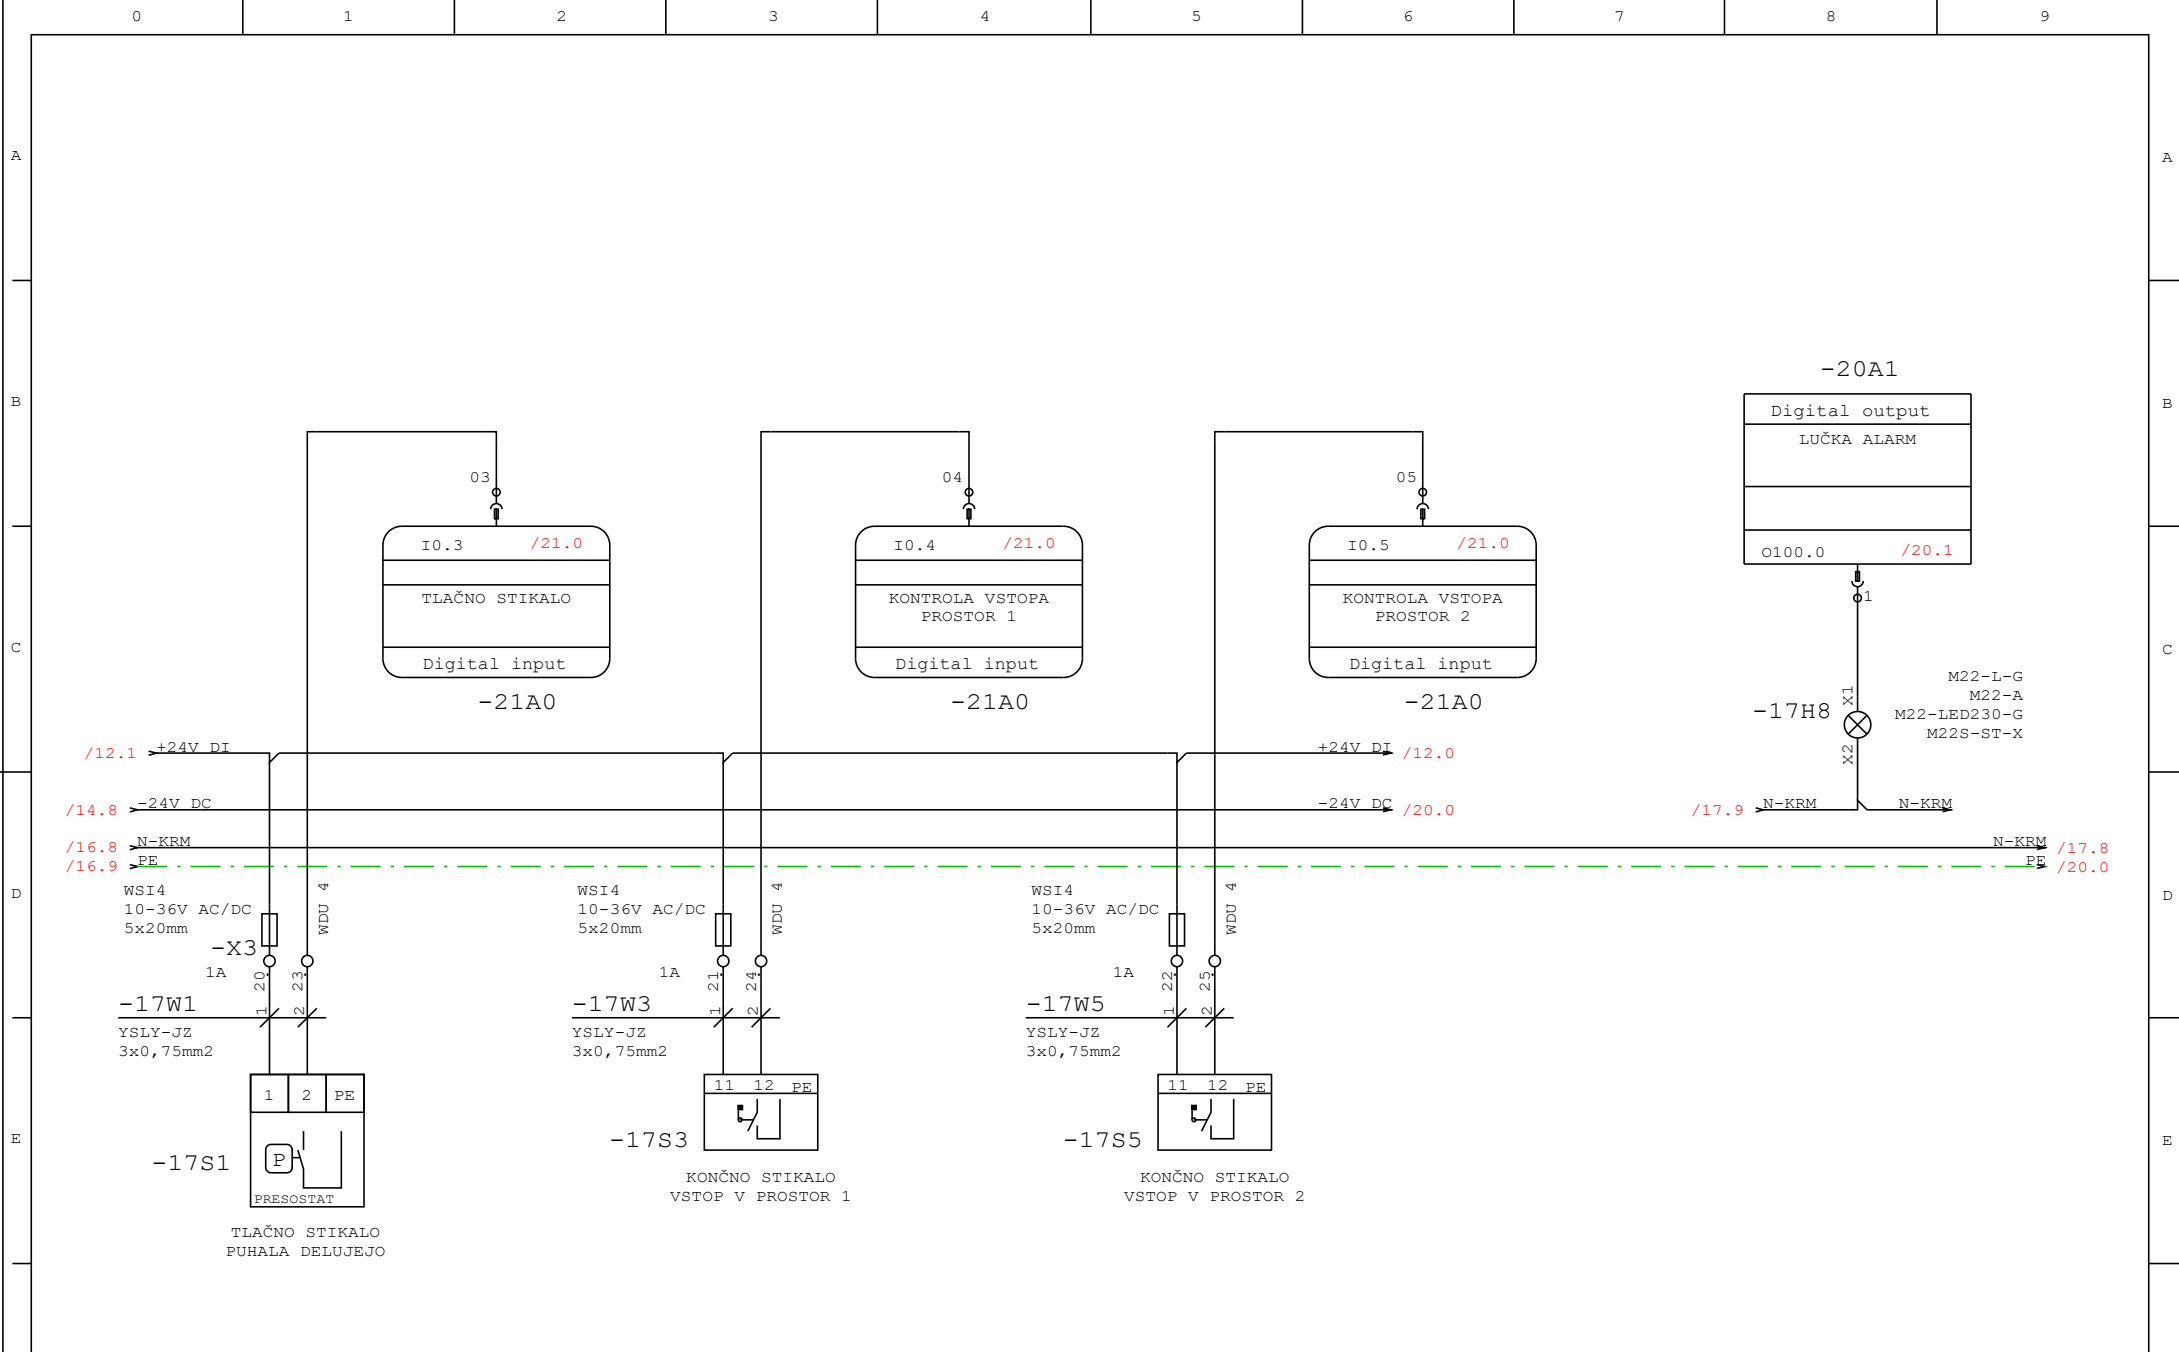 0 1 2 3 4 5 6 7 8 9
A A
B B
C C
D D
E E
-20A1
Digital output
LUČKA ALARM
O100.0 /20.1
1
03
I0.3 /21.0
TLAČNO STIKALO
Digital input
-21A0
04
I0.4 /21.0
KONTROLA VSTOPA
PROSTOR 1
Digital input
-21A0
05
I0.5 /21.0
KONTROLA VSTOPA
PROSTOR 2
Digital input
-21A0
-17H8
X1
X2
M22-L-G
M22-A
M22-LED230-G
M22S-ST-X
/12.1 +24V DI +24V DI /12.0
/14.8 -24V DC -24V DC /20.0
/17.9 N-KRM N-KRM
/16.8 N-KRM N-KRM /17.8
/16.9 PE PE /20.0
WSI4
10-36V AC/DC
5x20mm
-X3
1A
20
23
WDU 4
-17W1
1
2
YSLY-JZ
3x0,75mm2
1 2 PE
P
PRESOSTAT
-17S1
TLAČNO STIKALO
PUHALA DELUJEJO
WSI4
10-36V AC/DC
5x20mm
1A
21
24
WDU 4
-17W3
1
2
YSLY-JZ
3x0,75mm2
11 12 PE
-17S3
KONČNO STIKALO
VSTOP V PROSTOR 1
WSI4
10-36V AC/DC
5x20mm
1A
22
25
WDU 4
-17W5
1
2
YSLY-JZ
3x0,75mm2
11 12 PE
-17S5
KONČNO STIKALO
VSTOP V PROSTOR 2